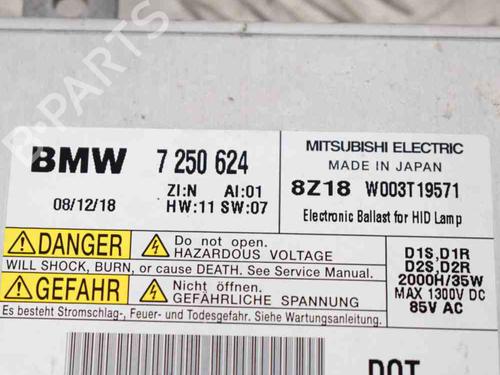 BMW 7 250 624
ZI:N AI:01
08/12/18 HW:11 SW:07
MITSUBISHI ELECTRIC
MADE IN JAPAN
8Z18 W003T19571
Electronic Ballast for HID Lamp
DANGER Do not open.
HAZARDOUS VOLTAGE
WILL SHOCK, BURN, or cause DEATH. See Service Manual.
GEFAHR Nicht öffnen.
GEFÄHRLICHE SPANNUNG
Es besteht Stromschlag-, Feuer- und Todesgefahr. Siehe Wartungshinweise.
D1S, D1R
D2S, D2R
2000H/35W
MAX 1300V DC
85V AC
DOT
B-Parts